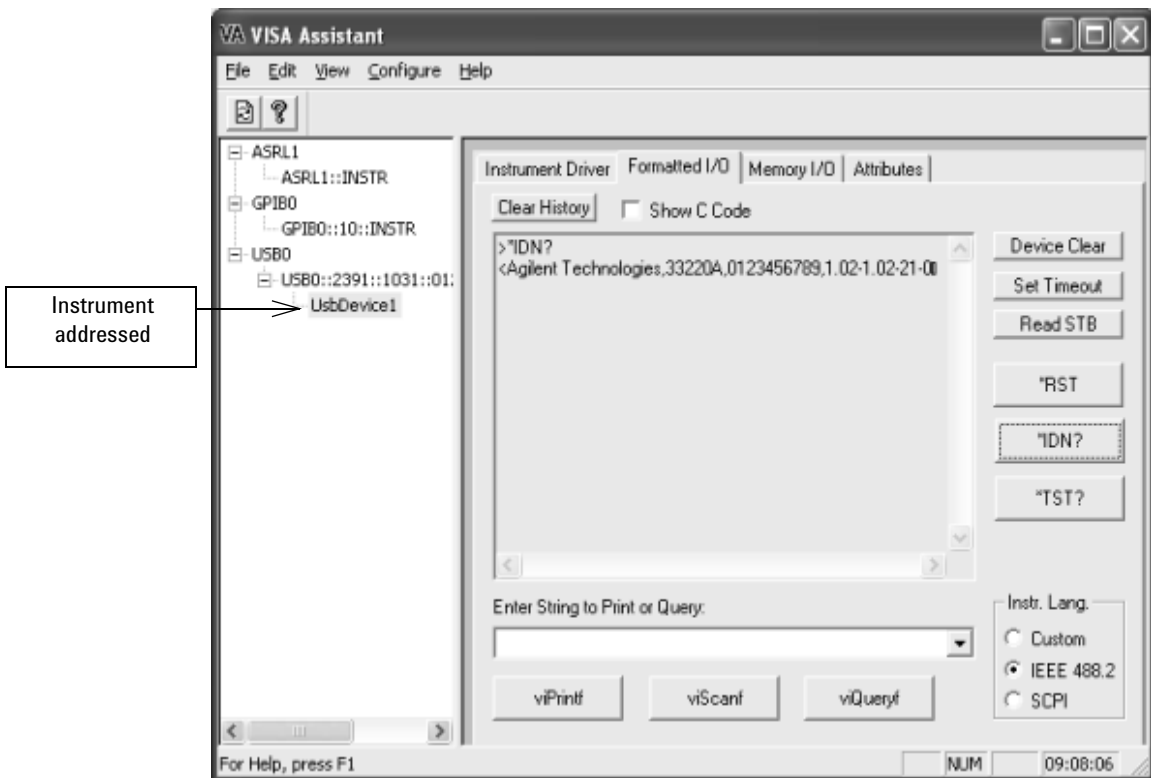 VA VISA Assistant
File Edit View Configure Help
ASRL1
ASRL1::INSTR
GPIB0
GPIB0::10::INSTR
USB0
USB0::2391::1031::01
UsbDevice1
Instrument
addressed
Instrument Driver Formatted I/O Memory I/O Attributes
Clear History Show C Code
>*IDN?
<Agilent Technologies,33220A,0123456789,1.02-1.02-21-0
Device Clear
Set Timeout
Read STB
*RST
*IDN?
*TST?
Enter String to Print or Query:
viPrintf viScanf viQueryf
Instr. Lang.
Custom
IEEE 488.2
SCPI
For Help, press F1 NUM 09:08:06